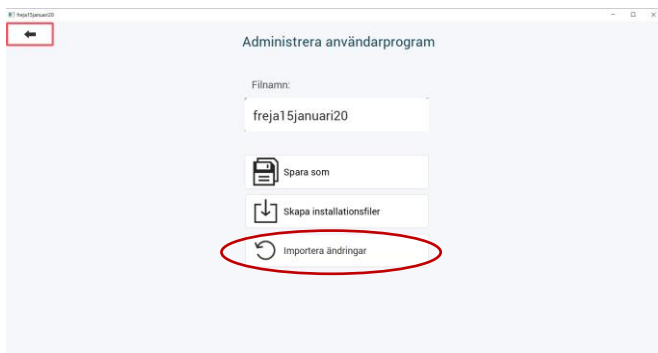 freja15januari20
Administrera användarprogram
Filnamn:
freja15januari20
Spara som
Skapa installationsfiler
Importera ändringar